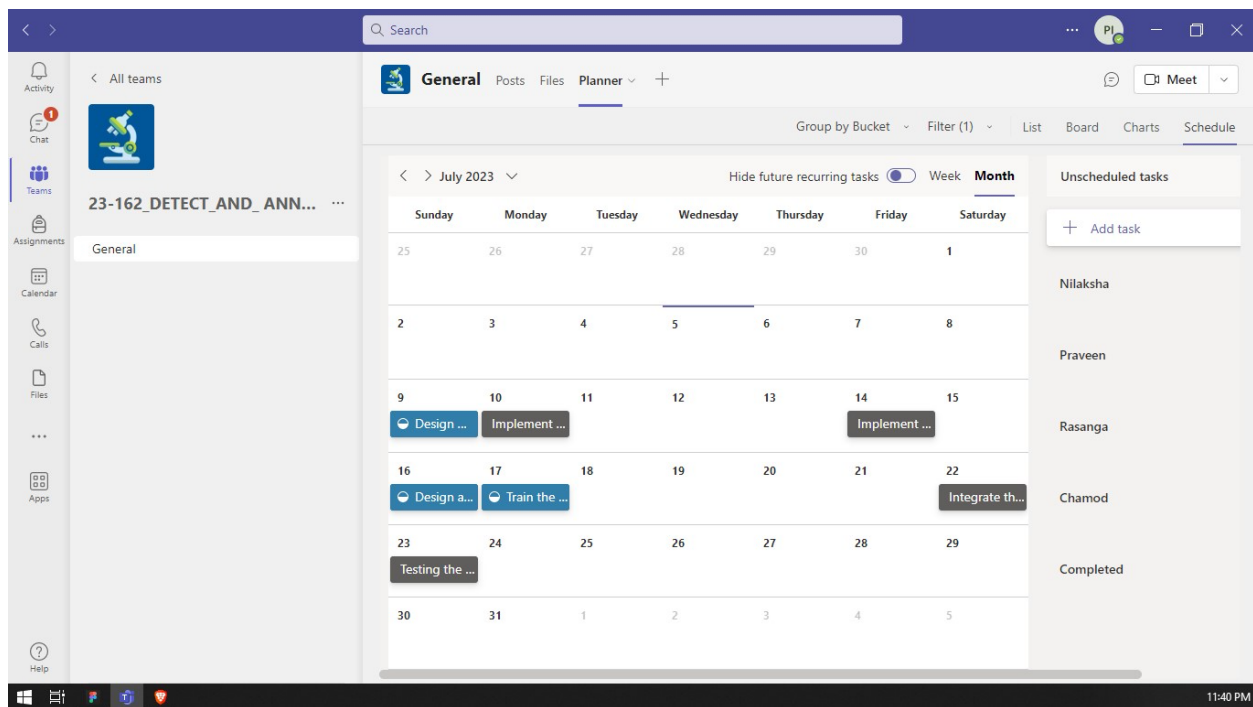 Search
PI
Activity
Chat
1
Teams
Assignments
Calendar
Calls
Files
Apps
Help
All teams
23-162_DETECT_AND_ ANN...
General
General Posts Files Planner
Meet
Group by Bucket Filter (1) List Board Charts Schedule
July 2023 Hide future recurring tasks Week Month
Sunday Monday Tuesday Wednesday Thursday Friday Saturday
25 26 27 28 29 30 1
2 3 4 5 6 7 8
9 10 11 12 13 14 15
Design ... Implement ... Implement ...
16 17 18 19 20 21 22
Design a... Train the ... Integrate th...
23 24 25 26 27 28 29
Testing the ...
30 31 1 2 3 4 5
Unscheduled tasks
Add task
Nilaksha
Praveen
Rasanga
Chamod
Completed
11:40 PM